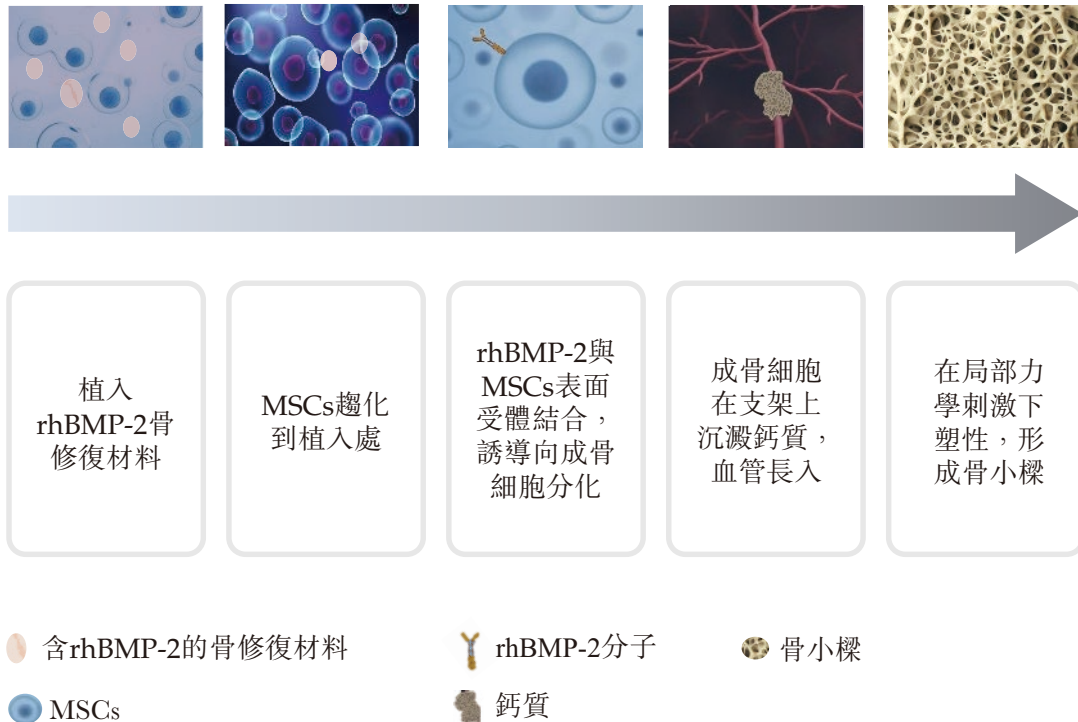 植入
rhBMP-2骨
修復材料
MSCs趨化
到植入處
rhBMP-2與
MSCs表面
受體結合，
誘導向成骨
細胞分化
成骨細胞
在支架上
沉澱鈣質，
血管長入
在局部力
學刺激下
塑性，形
成骨小樑
含rhBMP-2的骨修復材料
rhBMP-2分子
骨小樑
MSCs
鈣質